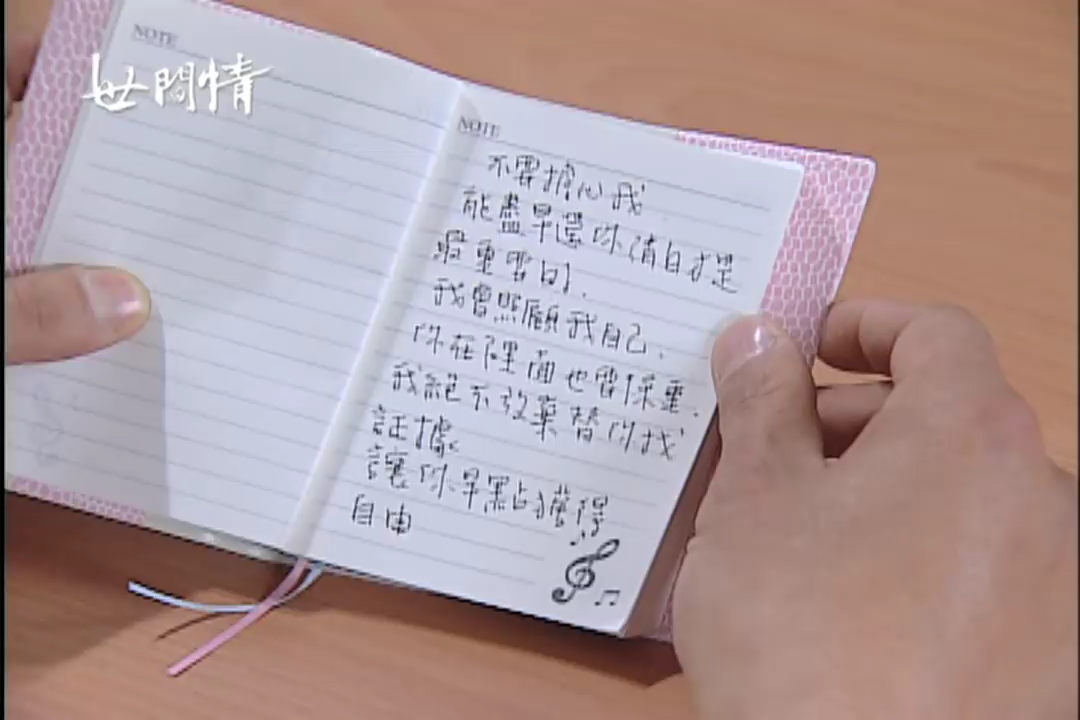 世間情
NOTE
NOTE
不要擔心我
能盡早還你清白才是
最重要的.
我會照顧我自己.
你在裡面也要保重.
我絕不放棄替你找
証據
讓你早點獲得
自由